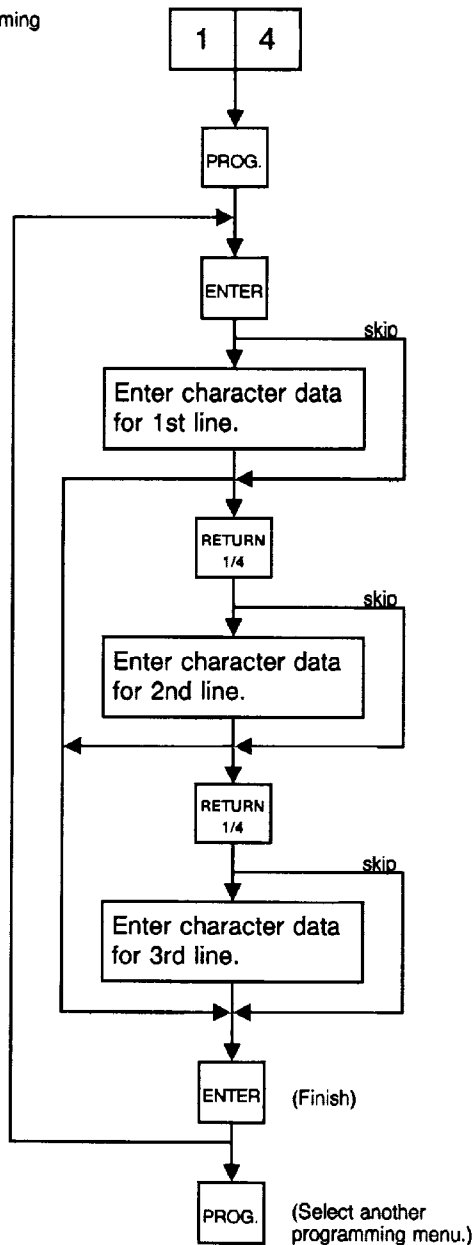 ming
1 4
PROG.
ENTER
skip
Enter character data
for 1st line.
RETURN
1/4
skip
Enter character data
for 2nd line.
RETURN
1/4
skip
Enter character data
for 3rd line.
ENTER (Finish)
PROG. (Select another
programming menu.)